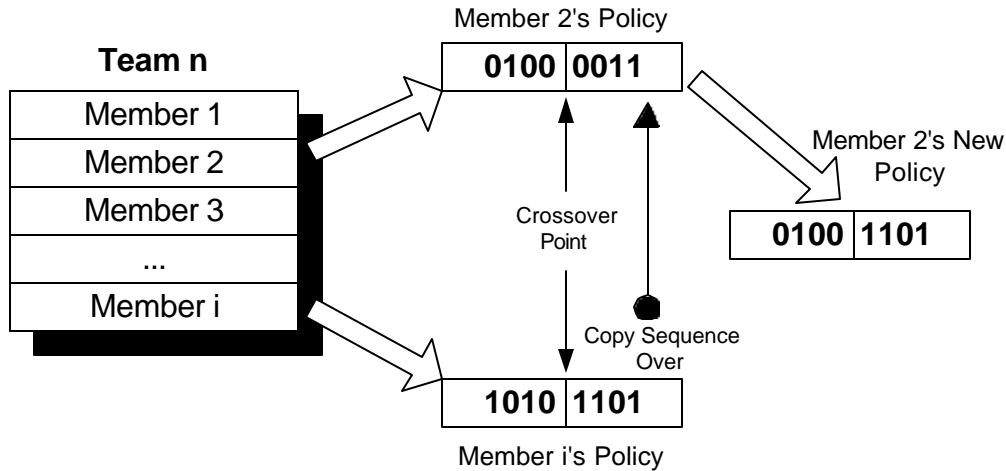 Team n
Member 1
Member 2
Member 3
...
Member i
Member 2's Policy
0100 0011
Crossover
Point
Copy Sequence
Over
1010 1101
Member i's Policy
Member 2's New
Policy
0100 1101